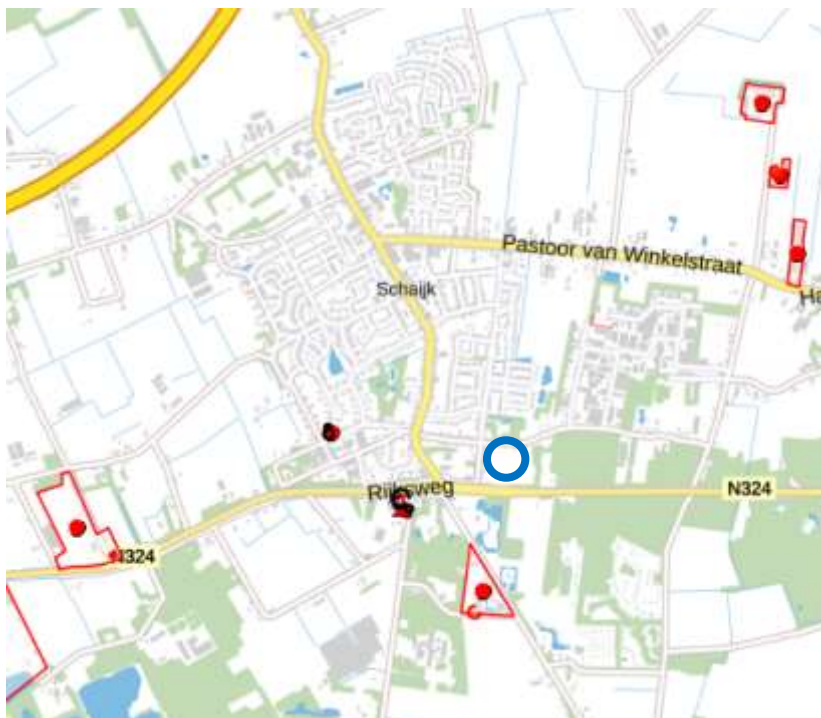 Pastoor van Winkelstraat
Ha
Schaijk
Rijksweg
N324
N324